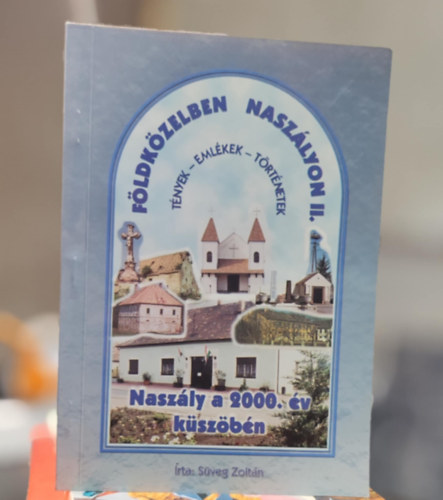 FÖLDKÖZELBEN NASZÁLYON II.
TÉNYEK – EMLÉKEK – TÖRTÉNETEK
Naszály a 2000. év
küszöbén
Írta: Süveg Zoltán